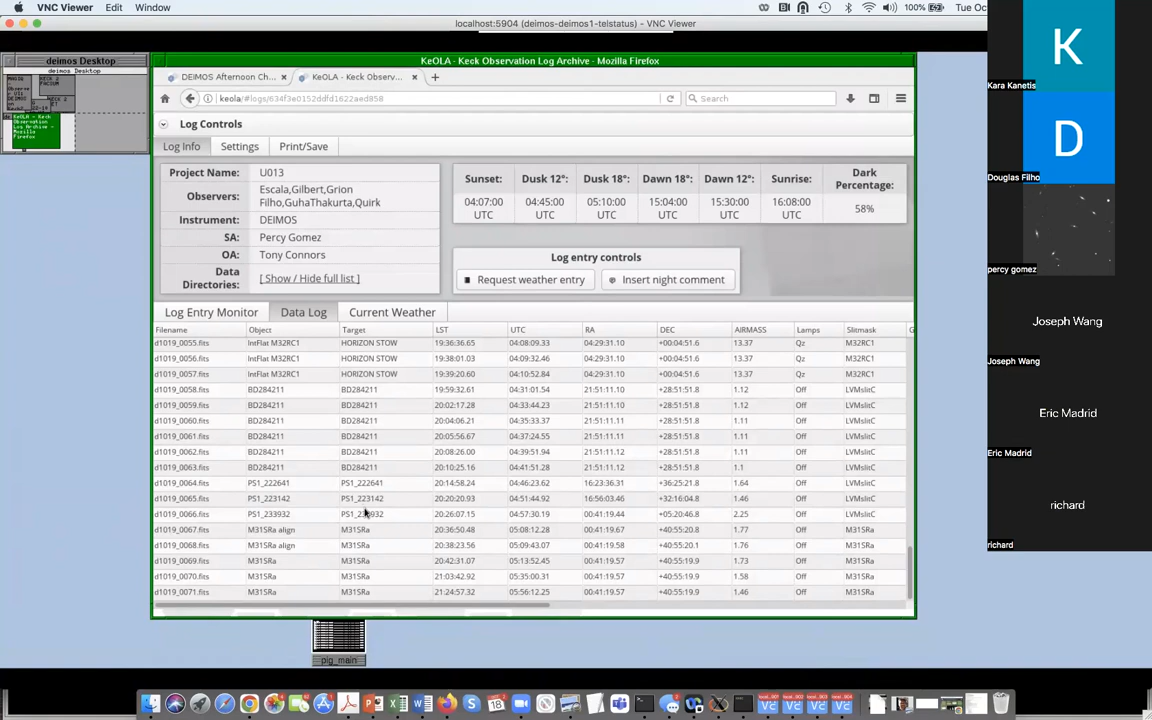 VNC Viewer Edit Window
100% Tue Oc
localhost:5904 (deimos-deimos1-telstatus) – VNC Viewer
deimos Desktop
deimos Desktop
KeOLA - Keck Observation Log Archive - Mozilla Firefox
DEIMOS Afternoon Ch...
KeOLA - Keck Observ...
keola/#logs/634f3e0152ddfd1622aed858
Search
Log Controls
Log Info Settings Print/Save
Project Name: U013
Observers: Escala,Gilbert,Grion
Filho,GuhaThakurta,Quirk
Instrument: DEIMOS
SA: Percy Gomez
OA: Tony Connors
Data
Directories: [ Show / Hide full list ]
Sunset: Dusk 12°: Dusk 18°: Dawn 18°: Dawn 12°: Sunrise: Dark Percentage:
04:07:00 UTC 04:45:00 UTC 05:10:00 UTC 15:04:00 UTC 15:30:00 UTC 16:08:00 UTC 58%
Log entry controls
Request weather entry Insert night comment
Log Entry Monitor Data Log Current Weather
Filename Object Target LST UTC RA DEC AIRMASS Lamps Slitmask G
d1019_0055.fits IntFlat M32RC1 HORIZON STOW 19:36:36.65 04:08:09.33 04:29:31.10 +00:04:51.6 13.37 Qz M32RC1
d1019_0056.fits IntFlat M32RC1 HORIZON STOW 19:38:01.03 04:09:32.46 04:29:31.10 +00:04:51.6 13.37 Qz M32RC1
d1019_0057.fits IntFlat M32RC1 HORIZON STOW 19:39:20.60 04:10:52.84 04:29:31.10 +00:04:51.6 13.37 Qz M32RC1
d1019_0058.fits BD284211 BD284211 19:59:32.61 04:31:01.54 21:51:11.10 +28:51:51.8 1.12 Off LVMslitC
d1019_0059.fits BD284211 BD284211 20:02:17.28 04:33:44.23 21:51:11.10 +28:51:51.8 1.12 Off LVMslitC
d1019_0060.fits BD284211 BD284211 20:04:06.21 04:35:33.37 21:51:11.11 +28:51:51.8 1.11 Off LVMslitC
d1019_0061.fits BD284211 BD284211 20:05:56.67 04:37:24.55 21:51:11.11 +28:51:51.8 1.11 Off LVMslitC
d1019_0062.fits BD284211 BD284211 20:08:26.00 04:39:51.94 21:51:11.12 +28:51:51.8 1.11 Off LVMslitC
d1019_0063.fits BD284211 BD284211 20:10:25.16 04:41:51.28 21:51:11.12 +28:51:51.8 1.1 Off LVMslitC
d1019_0064.fits PS1_222641 PS1_222641 20:14:58.24 04:46:23.62 16:23:36.31 +36:25:21.8 1.64 Off LVMslitC
d1019_0065.fits PS1_223142 PS1_223142 20:20:20.93 04:51:44.92 16:56:03.46 +32:16:04.8 1.46 Off LVMslitC
d1019_0066.fits PS1_233932 20:26:07.15 04:57:30.19 00:41:19.44 +05:20:46.8 2.25 Off LVMslitC
d1019_0067.fits M31SRa align M31SRa 20:36:50.48 05:08:12.28 00:41:19.67 +40:55:20.8 1.77 Off M31SRa
d1019_0068.fits M31SRa align M31SRa 20:38:23.56 05:09:43.07 00:41:19.58 +40:55:20.1 1.76 Off M31SRa
d1019_0069.fits M31SRa M31SRa 20:42:31.07 05:13:52.45 00:41:19.57 +40:55:19.9 1.73 Off M31SRa
d1019_0070.fits M31SRa M31SRa 21:03:42.92 05:35:00.31 00:41:19.57 +40:55:19.9 1.58 Off M31SRa
d1019_0071.fits M31SRa M31SRa 21:24:57.32 05:56:12.25 00:41:19.57 +40:55:19.9 1.46 Off M31SRa
pig_main
K
Kara Kanetis
D
Douglas Filho
percy gomez
Joseph Wang
Joseph Wang
Eric Madrid
Eric Madrid
richard
richard